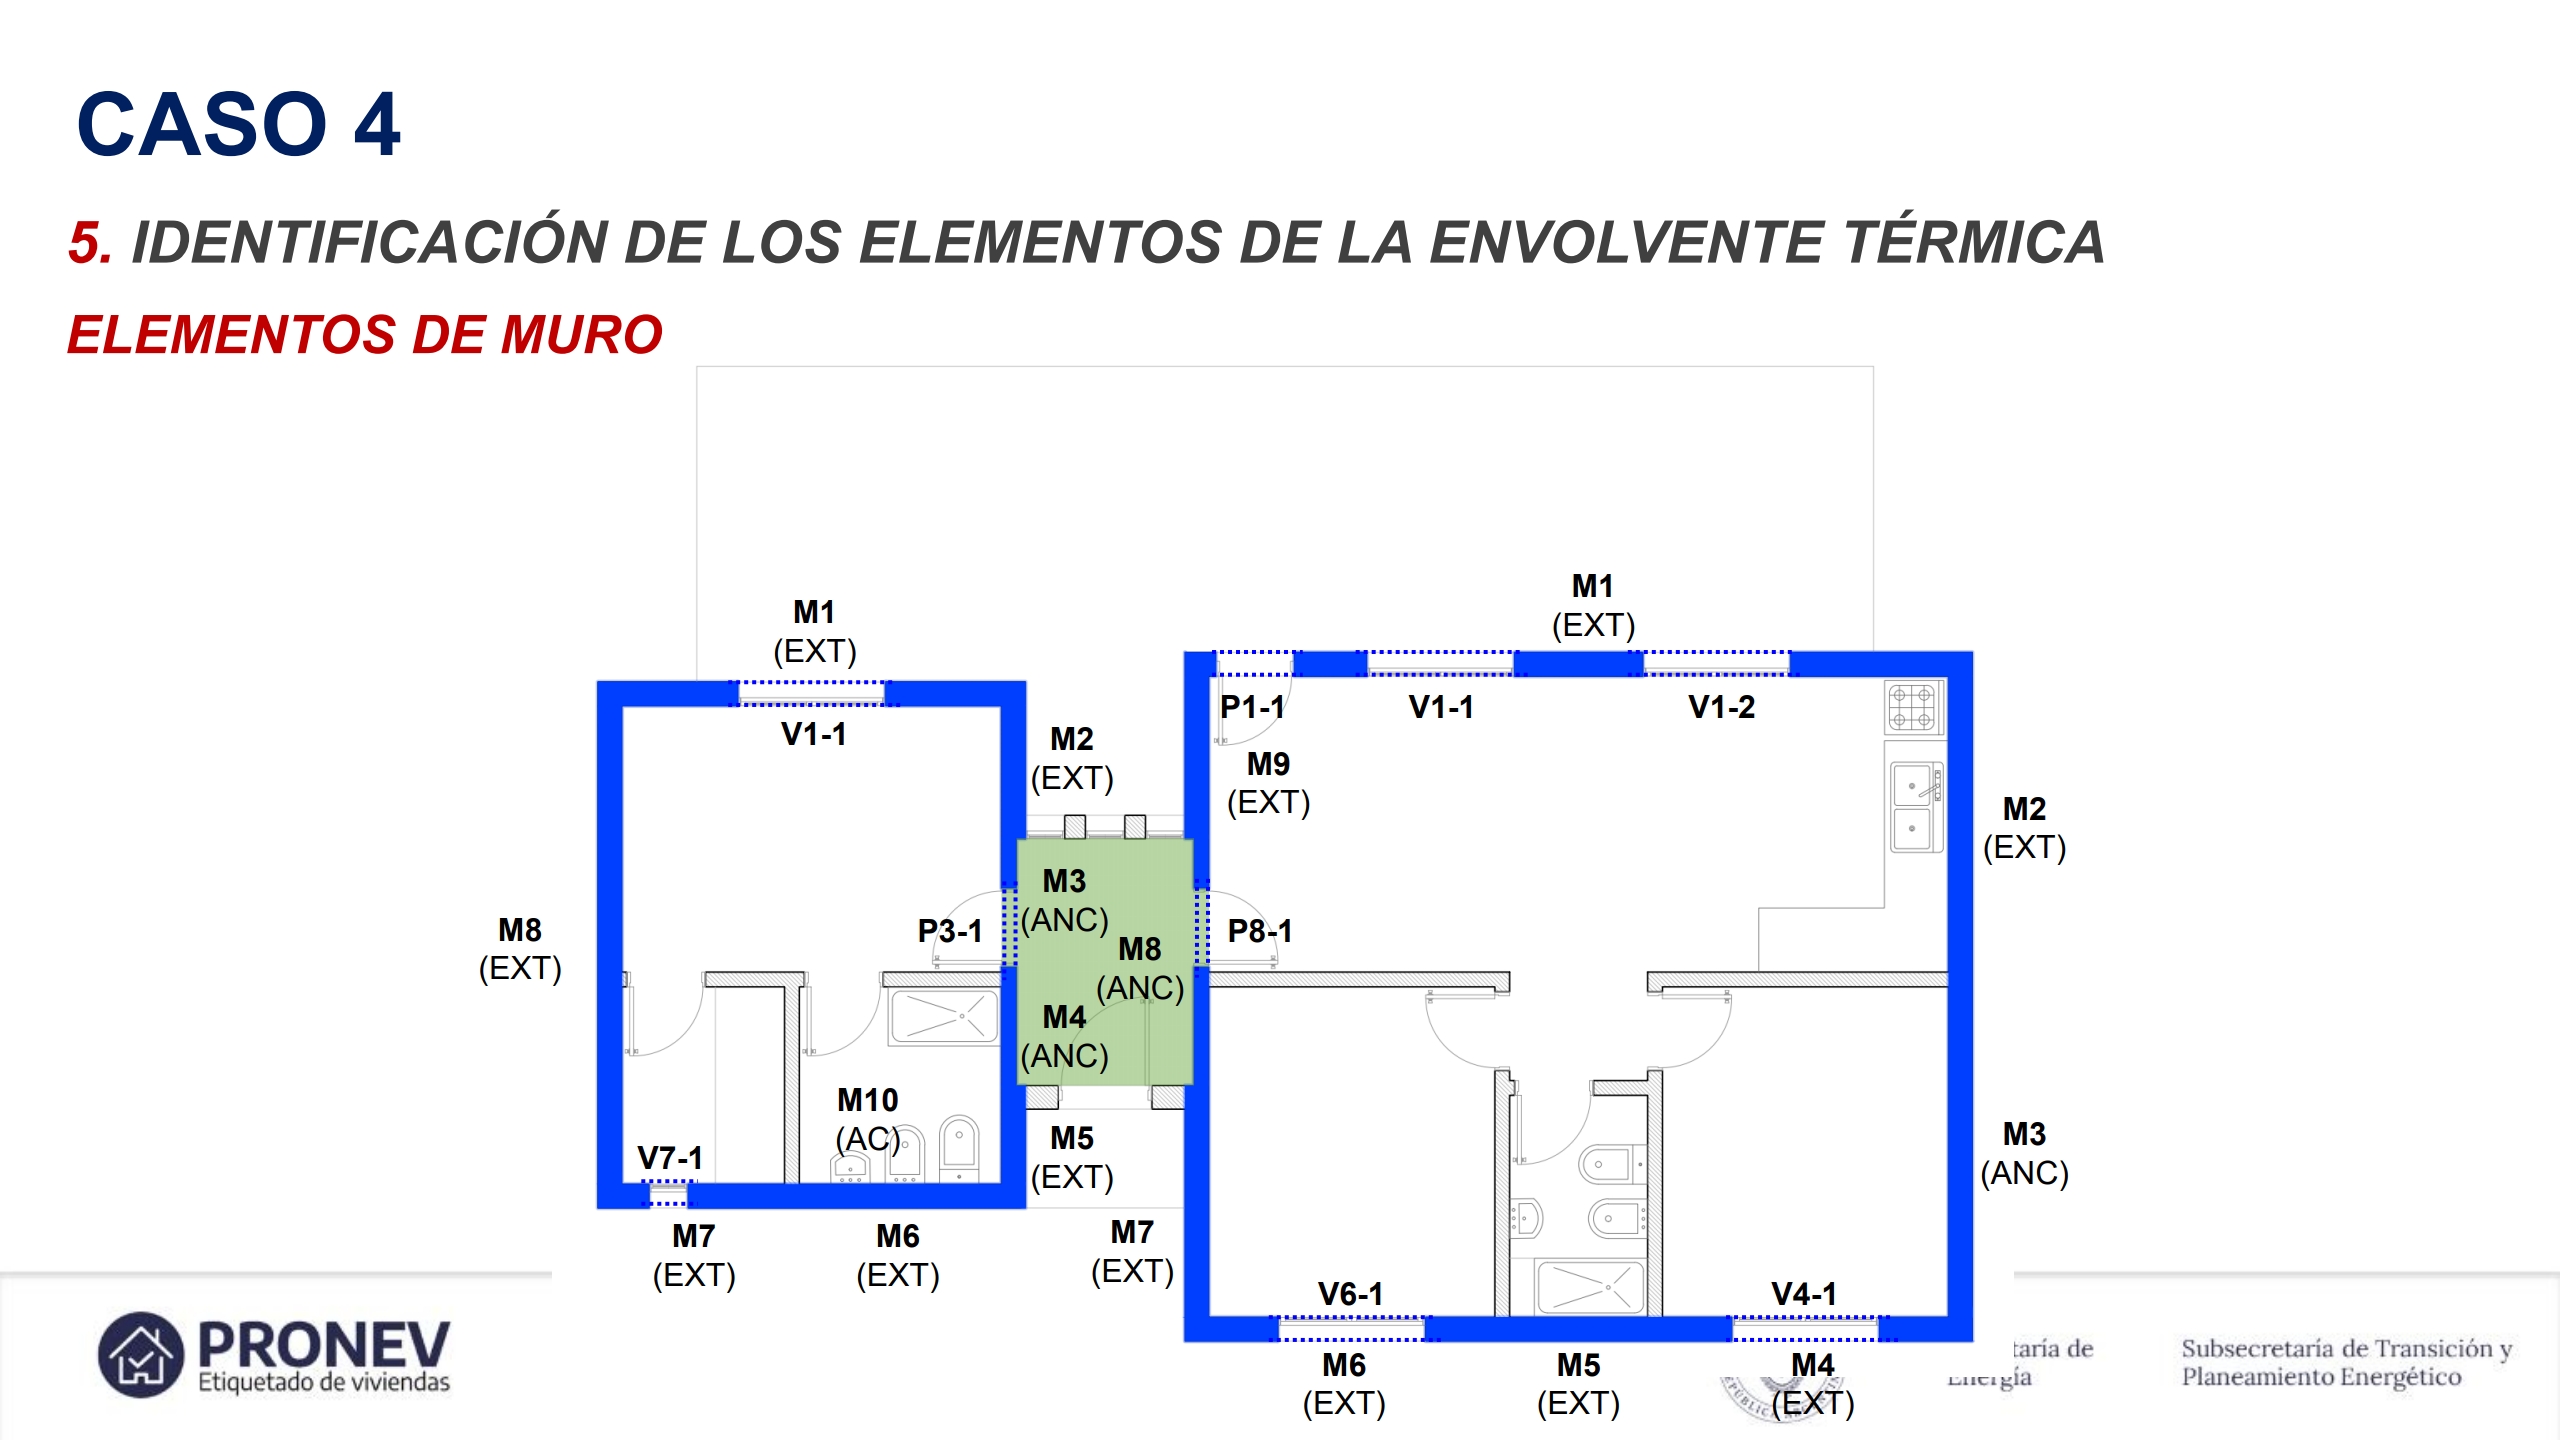 CASO 4
5. IDENTIFICACIÓN DE LOS ELEMENTOS DE LA ENVOLVENTE TÉRMICA
ELEMENTOS DE MURO
M1
(EXT)
M1
(EXT)
V1-1
P1-1
V1-1
V1-2
M2
(EXT)
M9
(EXT)
M2
(EXT)
M8
(EXT)
P3-1
M3
(ANC)
M8
(ANC)
P8-1
M4
(ANC)
M10
(AC)
V7-1
M5
(EXT)
M3
(ANC)
M7
(EXT)
M6
(EXT)
M7
(EXT)
V6-1
V4-1
M6
(EXT)
M5
(EXT)
M4
(EXT)
PRONEV
Etiquetado de viviendas
taría de
Energía
Subsecretaría de Transición y
Planeamiento Energético